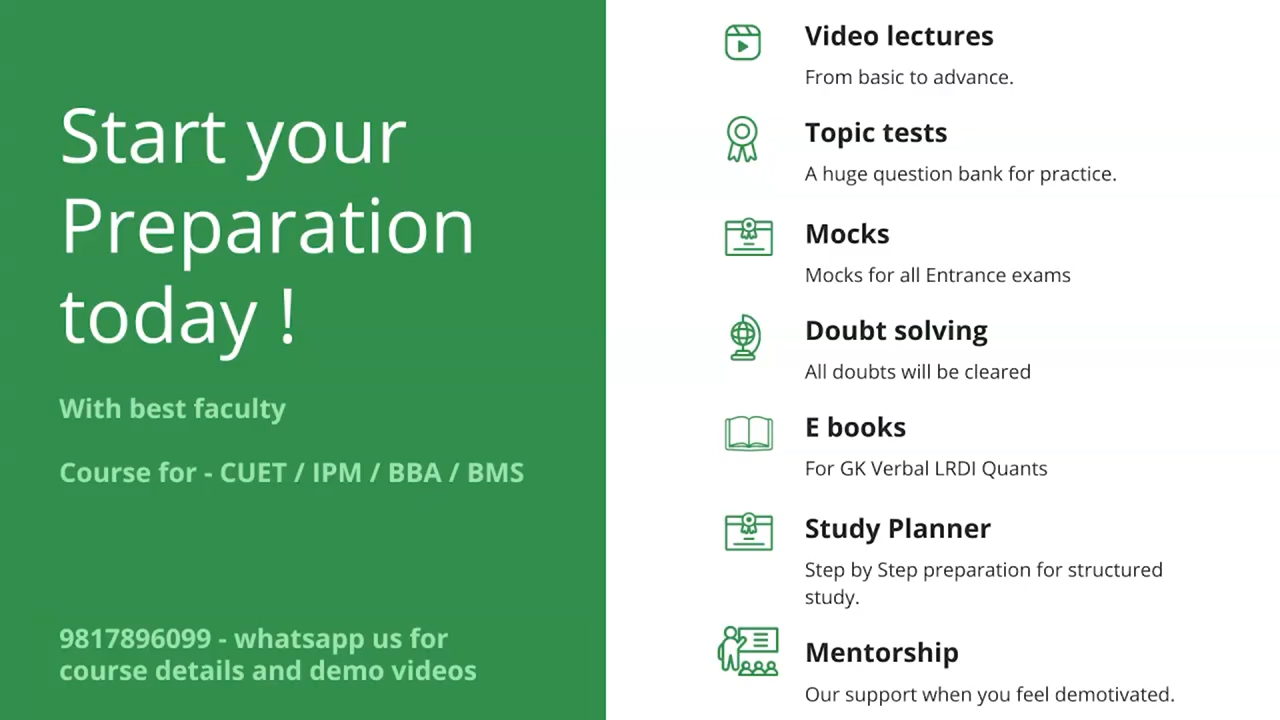 Start your
Preparation
today !
With best faculty
Course for - CUET / IPM / BBA / BMS
9817896099 - whatsapp us for
course details and demo videos
Video lectures
From basic to advance.
Topic tests
A huge question bank for practice.
Mocks
Mocks for all Entrance exams
Doubt solving
All doubts will be cleared
E books
For GK Verbal LRDI Quants
Study Planner
Step by Step preparation for structured
study.
Mentorship
Our support when you feel demotivated.